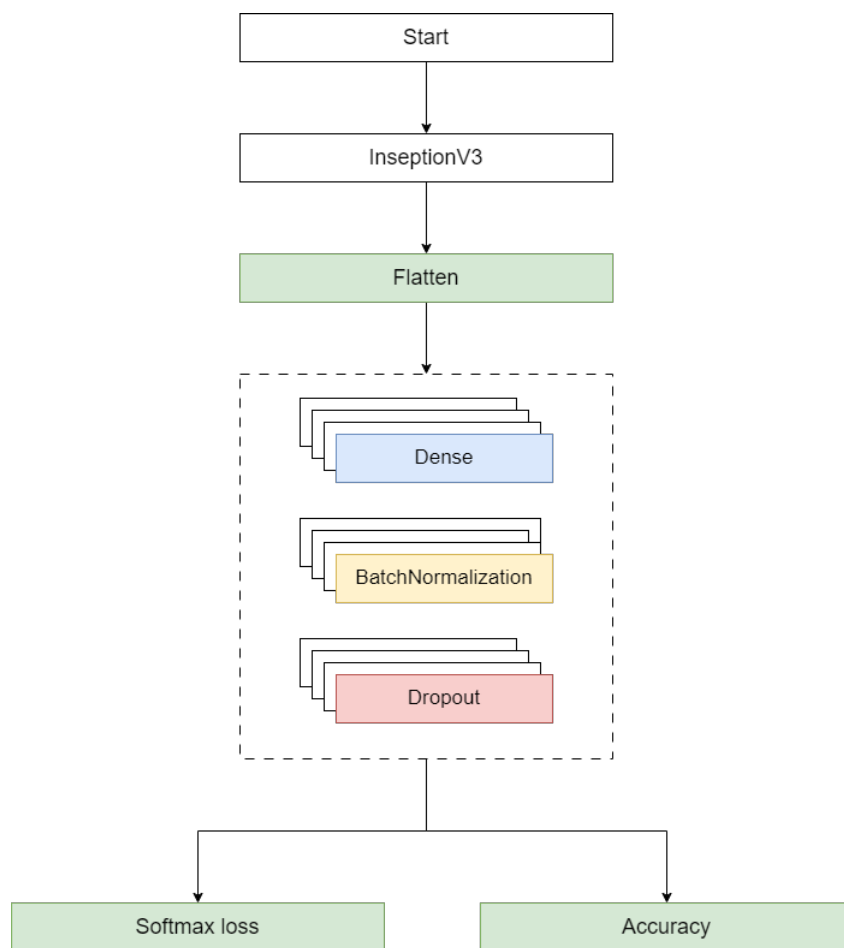 Start
InseptionV3
Flatten
Dense
BatchNormalization
Dropout
Softmax loss
Accuracy